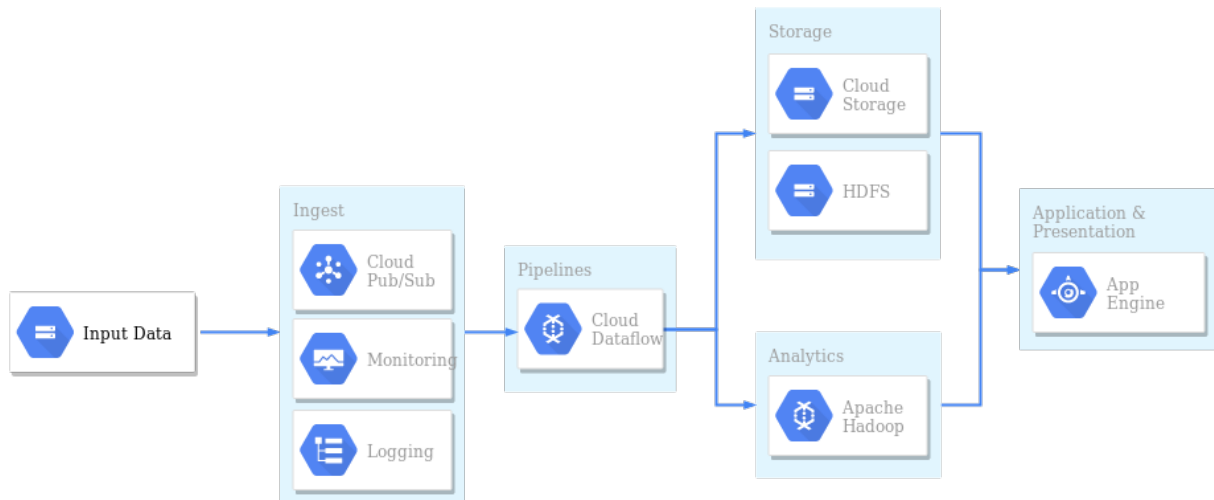 Input Data
Ingest
Cloud
Pub/Sub
Monitoring
Logging
Pipelines
Cloud
Dataflow
Storage
Cloud
Storage
HDFS
Analytics
Apache
Hadoop
Application &
Presentation
App
Engine